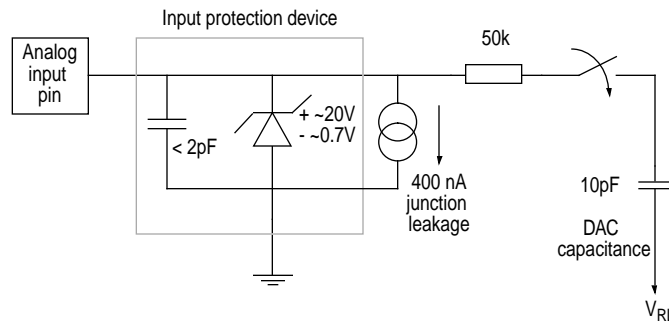 Input protection device
Analog
input
pin
50k
+ ~20V
- ~0.7V
< 2pF
400 nA
junction
leakage
10pF
DAC
capacitance